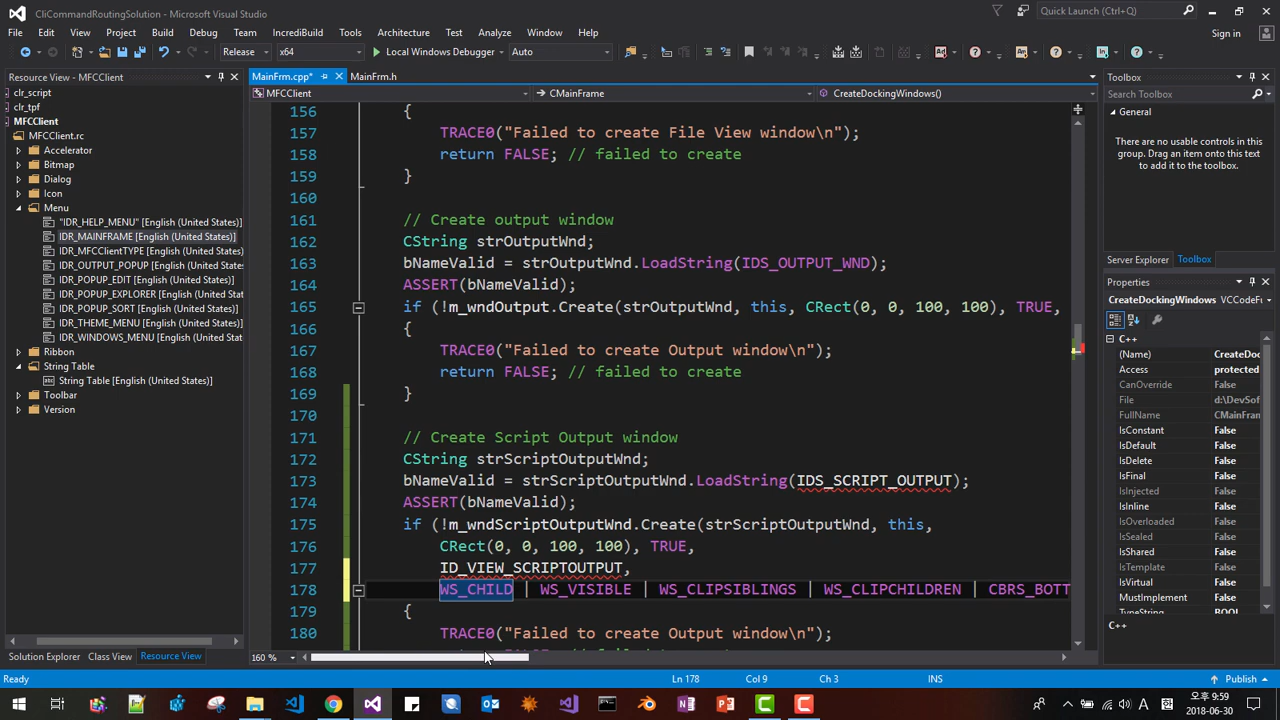 CliCommandRoutingSolution - Microsoft Visual Studio
Quick Launch (Ctrl+Q)
File Edit View Project Build Debug Team IncrediBuild Tools Architecture Test Analyze Window Help
Sign in
Release x64 Local Windows Debugger Auto
Resource View - MFCClient
clr_script
clr_tpf
MFCClient
MFCClient.rc
Accelerator
Bitmap
Dialog
Icon
Menu
"IDR_HELP_MENU" [English (United States)]
IDR_MAINFRAME [English (United States)]
IDR_MFCClientTYPE [English (United States)]
IDR_OUTPUT_POPUP [English (United States)]
IDR_POPUP_EDIT [English (United States)]
IDR_POPUP_EXPLORER [English (United States)]
IDR_POPUP_SORT [English (United States)]
IDR_THEME_MENU [English (United States)]
IDR_WINDOWS_MENU [English (United States)]
Ribbon
String Table
String Table [English (United States)]
Toolbar
Version
Solution Explorer Class View Resource View
MainFrm.cpp* MainFrm.h
MFCClient CMainFrame CreateDockingWindows()
156 {
157 TRACE0("Failed to create File View window\n");
158 return FALSE; // failed to create
159 }
160
161 // Create output window
162 CString strOutputWnd;
163 bNameValid = strOutputWnd.LoadString(IDS_OUTPUT_WND);
164 ASSERT(bNameValid);
165 if (!m_wndOutput.Create(strOutputWnd, this, CRect(0, 0, 100, 100), TRUE,
166 {
167 TRACE0("Failed to create Output window\n");
168 return FALSE; // failed to create
169 }
170
171 // Create Script Output window
172 CString strScriptOutputWnd;
173 bNameValid = strScriptOutputWnd.LoadString(IDS_SCRIPT_OUTPUT);
174 ASSERT(bNameValid);
175 if (!m_wndScriptOutputWnd.Create(strScriptOutputWnd, this,
176 CRect(0, 0, 100, 100), TRUE,
177 ID_VIEW_SCRIPTOUTPUT,
178 WS_CHILD | WS_VISIBLE | WS_CLIPSIBLINGS | WS_CLIPCHILDREN | CBRS_BOTT
179 {
180 TRACE0("Failed to create Output window\n");
160 %
Toolbox
Search Toolbox
General
There are no usable controls in this
group. Drag an item onto this text
to add it to the toolbox.
Server Explorer Toolbox
Properties
CreateDockingWindows VCCodeFu
C++
(Name) CreateDoc
Access protected
CanOverride False
File d:\DevSof
FullName CMainFram
IsConstant False
IsDefault False
IsDelete False
IsFinal False
IsInjected False
IsInline False
IsOverloaded False
IsSealed False
IsShared False
IsVirtual False
IsManaged False
C++
Ready Ln 178 Col 9 Ch 3 INS Publish
A 오후 9:59
2018-06-30